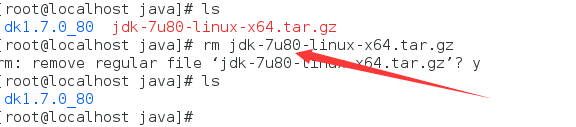 [root@localhost java]# ls
dk1.7.0_80 jdk-7u80-linux-x64.tar.gz
[root@localhost java]# rm jdk-7u80-linux-x64.tar.gz
rm: remove regular file ‘jdk-7u80-linux-x64.tar.gz’? y
[root@localhost java]# ls
dk1.7.0_80
[root@localhost java]#